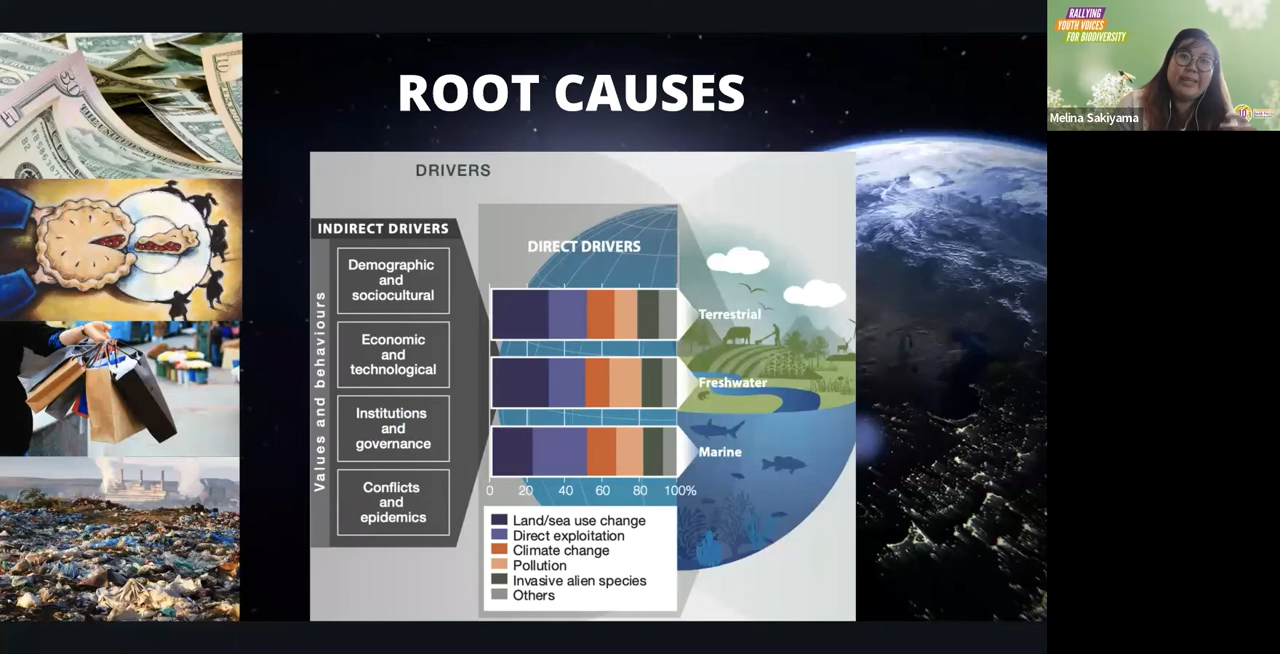 ROOT CAUSES
DRIVERS
INDIRECT DRIVERS
Values and behaviours
Demographic
and
sociocultural
Economic
and
technological
Institutions
and
governance
Conflicts
and
epidemics
DIRECT DRIVERS
Terrestrial
Freshwater
Marine
0 20 40 60 80 100%
Land/sea use change
Direct exploitation
Climate change
Pollution
Invasive alien species
Others
RALLYING
YOUTH VOICES
FOR BIODIVERSITY
Melina Sakiyama